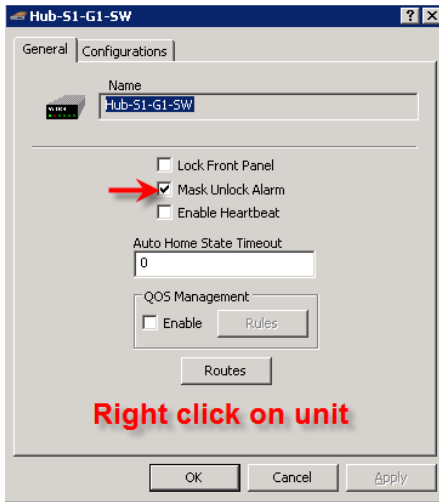 Hub-S1-G1-SW
General
Configurations
Name
Hub-S1-G1-SW
Lock Front Panel
Mask Unlock Alarm
Enable Heartbeat
Auto Home State Timeout
0
QOS Management
Enable
Rules
Routes
Right click on unit
OK
Cancel
Apply